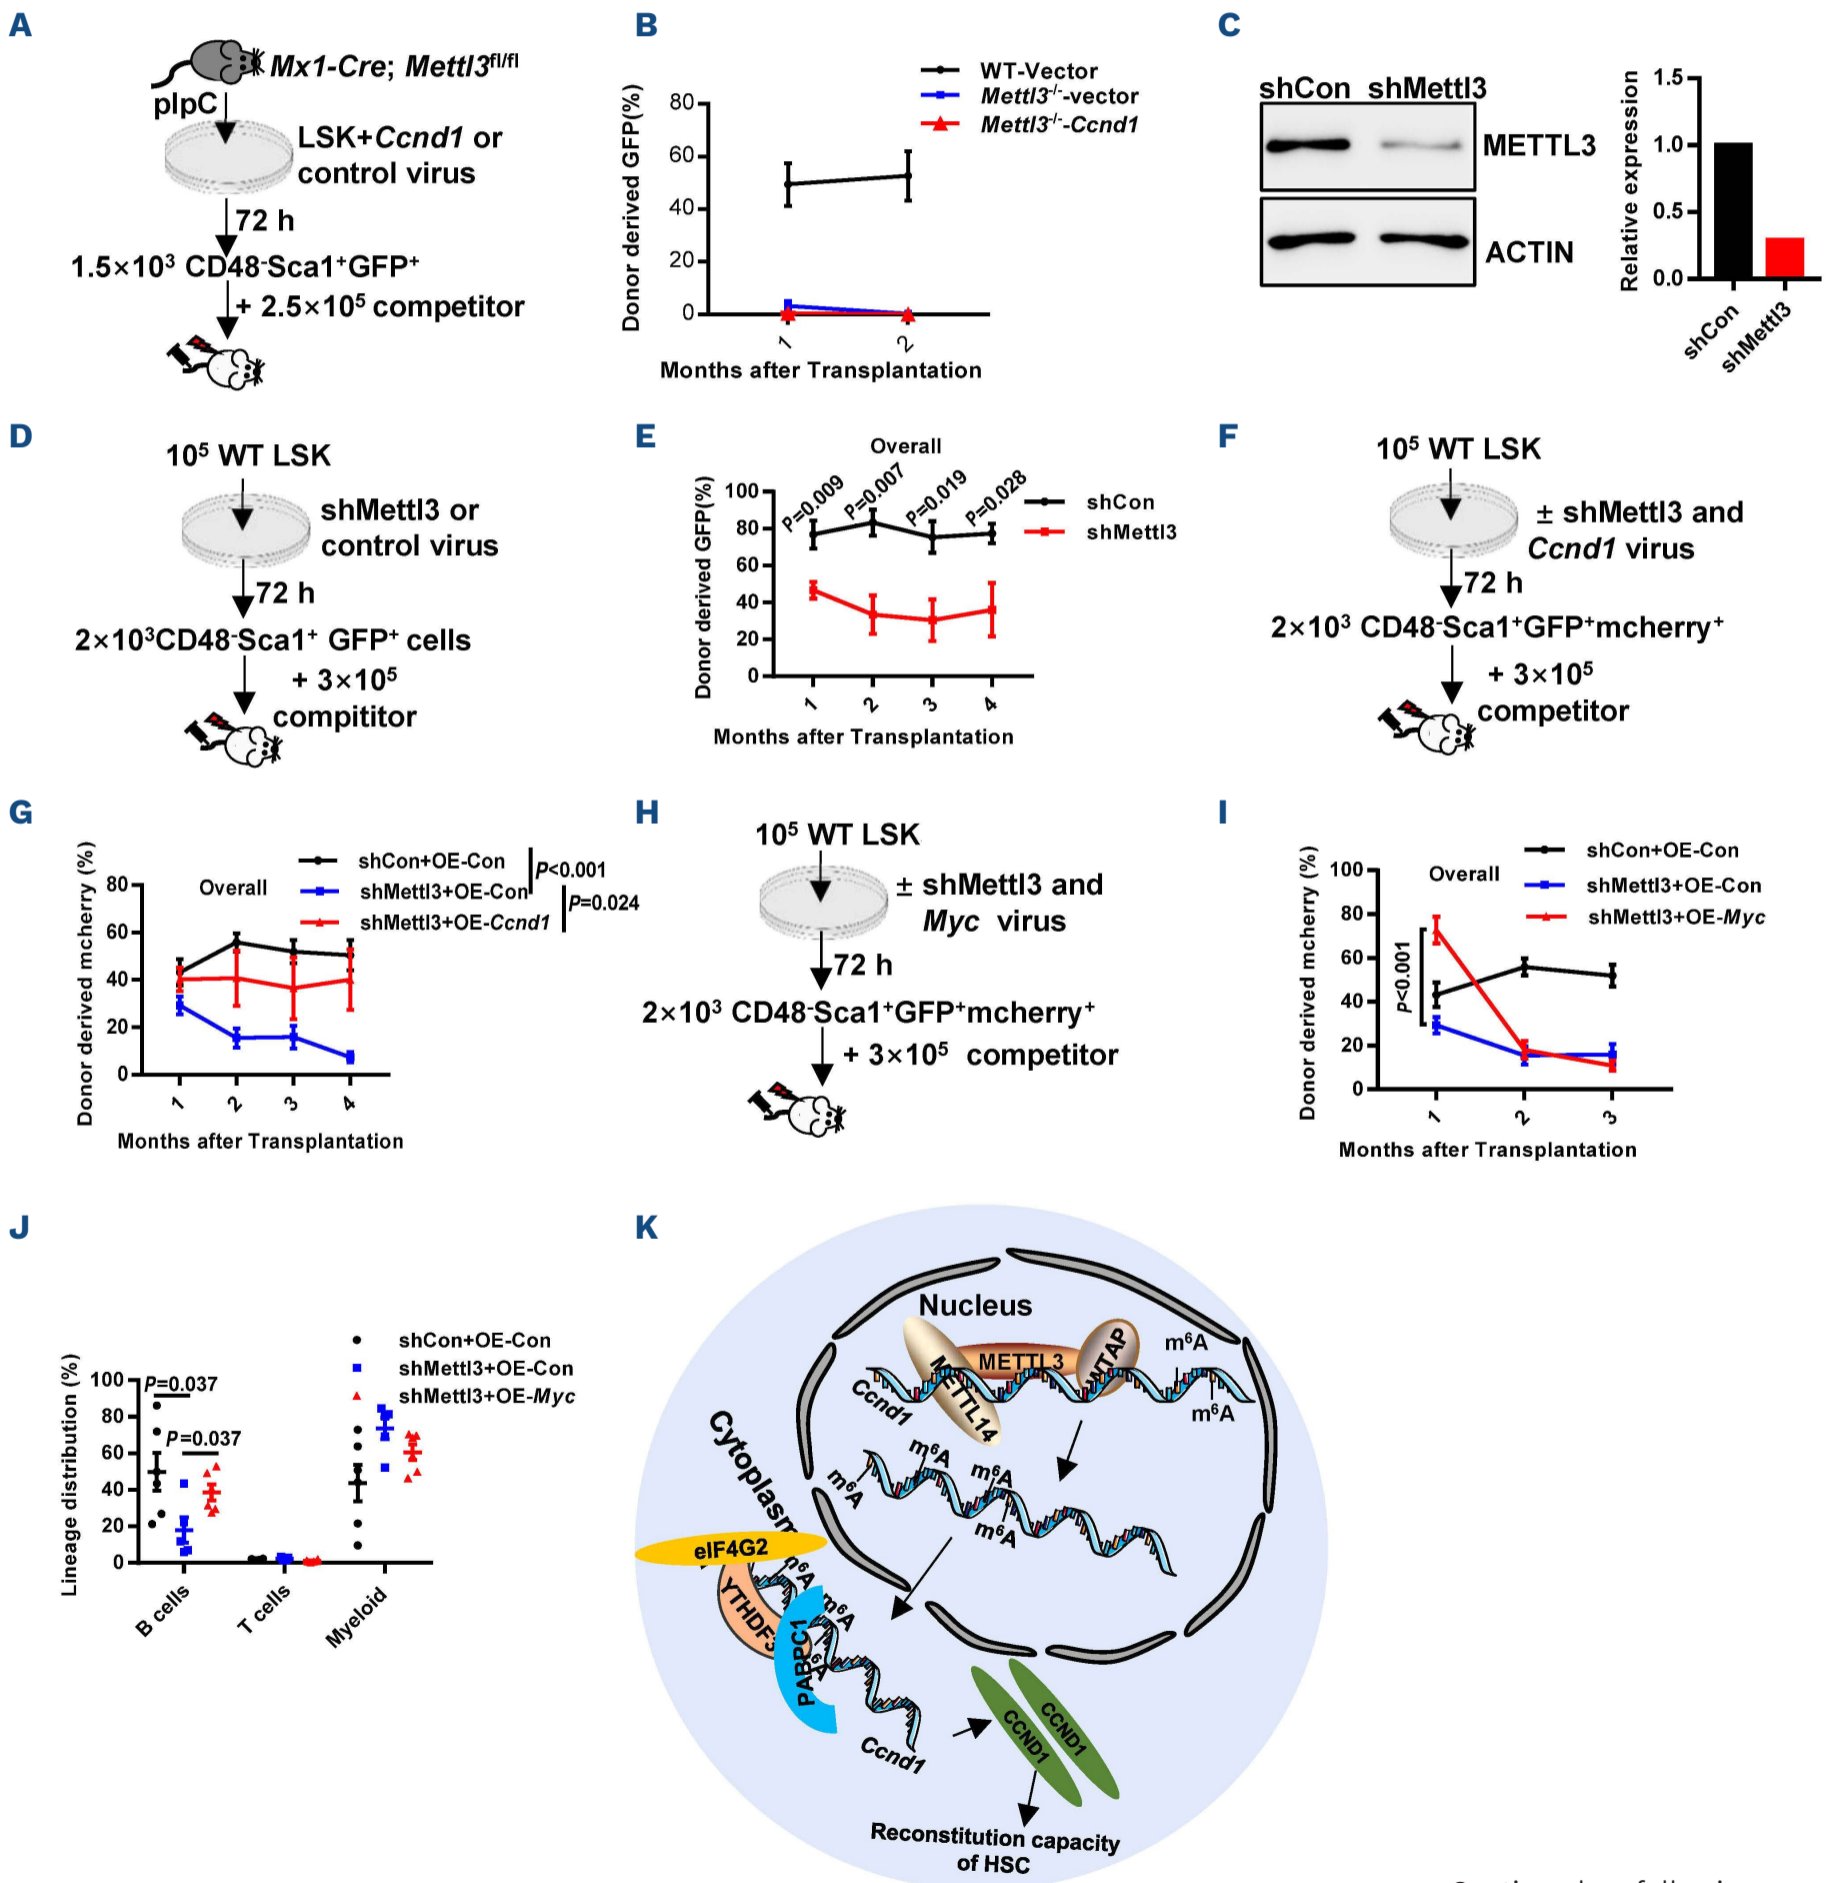 A
Mx1-Cre; Mettl3fl/fl
pIpC
LSK+Ccnd1 or
control virus
72 h
1.5×10³ CD48⁻Sca1⁺GFP⁺
+ 2.5×10⁵ competitor
B
WT-Vector
Mettl3⁻/⁻-vector
Mettl3⁻/⁻-Ccnd1
Donor derived GFP(%)
80
60
40
20
0
1
2
Months after Transplantation
C
shCon shMettl3
METTL3
ACTIN
Relative expression
1.5
1.0
0.5
0.0
shCon
shMettl3
D
10⁵ WT LSK
shMettl3 or
control virus
72 h
2×10³CD48⁻Sca1⁺ GFP⁺ cells
+ 3×10⁵
compititor
E
Overall
P=0.009
P=0.007
P=0.019
P=0.028
shCon
shMettl3
Donor derived GFP(%)
100
80
60
40
20
0
1
2
3
4
Months after Transplantation
F
10⁵ WT LSK
± shMettl3 and
Ccnd1 virus
72 h
2×10³ CD48⁻Sca1⁺GFP⁺mcherry⁺
+ 3×10⁵
competitor
G
shCon+OE-Con
shMettl3+OE-Con
shMettl3+OE-Ccnd1
P<0.001
P=0.024
Overall
Donor derived mcherry (%)
80
60
40
20
0
1
2
3
4
Months after Transplantation
H
10⁵ WT LSK
± shMettl3 and
Myc virus
72 h
2×10³ CD48⁻Sca1⁺GFP⁺mcherry⁺
+ 3×10⁵ competitor
I
shCon+OE-Con
shMettl3+OE-Con
shMettl3+OE-Myc
Overall
P<0.001
Donor derived mcherry (%)
100
80
60
40
20
0
1
2
3
Months after Transplantation
J
shCon+OE-Con
shMettl3+OE-Con
shMettl3+OE-Myc
P=0.037
P=0.037
Lineage distribution (%)
100
80
60
40
20
0
B cells
T cells
Myeloid
K
Nucleus
METTL3
WTAP
METTL14
Ccnd1
m⁶A
m⁶A
m⁶A
m⁶A
m⁶A
m⁶A
Cytoplasm
eIF4G2
YTHDF3
PABPC1
m⁶A
m⁶A
⁶A
Ccnd1
CCND1
CCND1
Reconstitution capacity
of HSC